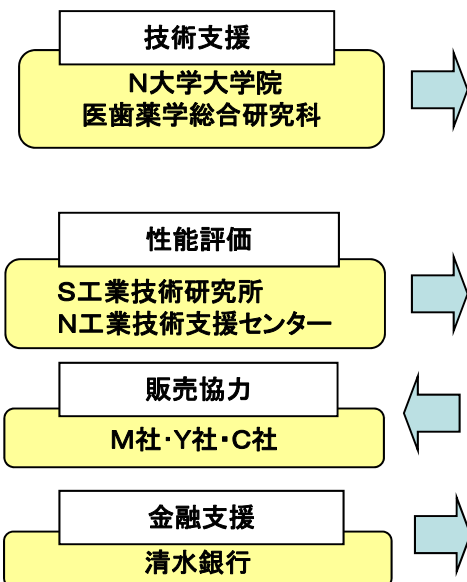 技術支援
N大学大学院
医歯薬学総合研究科
性能評価
S工業技術研究所
N工業技術支援センター
販売協力
M社・Y社・C社
金融支援
清水銀行